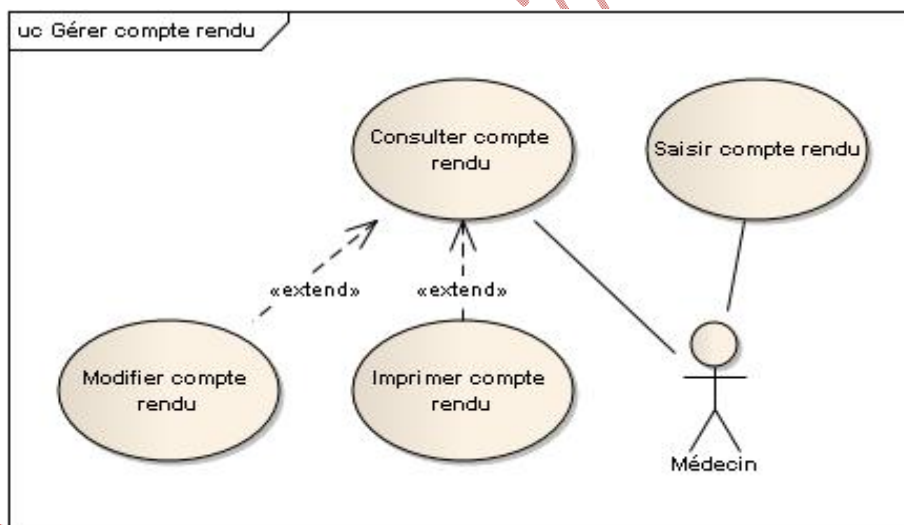 uc Gérer compte rendu
Consulter compte
rendu
Saisir compte rendu
«extend»
«extend»
Modifier compte
rendu
Imprimer compte
rendu
Médecin